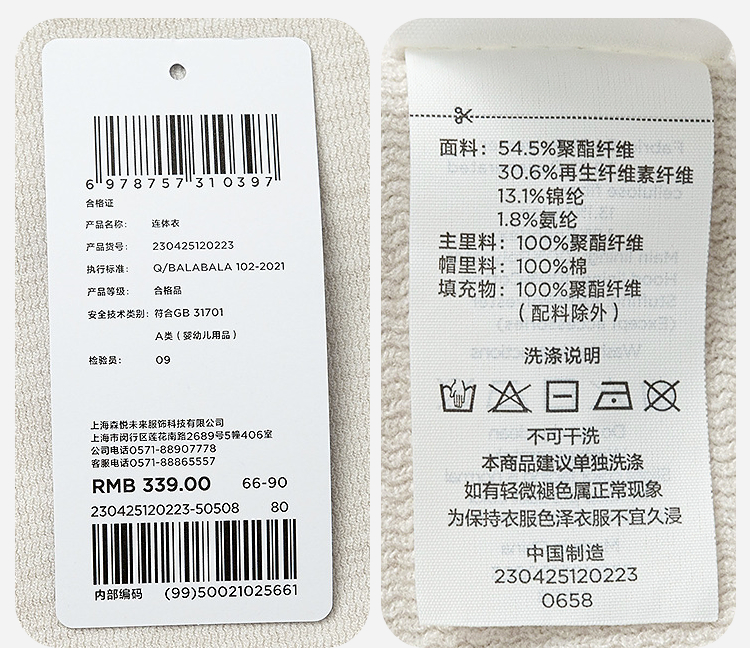 6 978757 310397
合格证
产品名称: 连体衣
产品货号: 230425120223
执行标准: Q/BALABALA 102-2021
产品等级: 合格品
安全技术类别: 符合GB 31701
A类（婴幼儿用品）
检验员: 09
上海森悦未来服饰科技有限公司
上海市闵行区莲花南路2689号5幢406室
公司电话0571-88907778
客服电话0571-88865557
RMB 339.00 66-90
230425120223-50508 80
内部编码 (99)50021025661
面料: 54.5%聚酯纤维
30.6%再生纤维素纤维
13.1%锦纶
1.8%氨纶
主里料: 100%聚酯纤维
帽里料: 100%棉
填充物: 100%聚酯纤维
（配料除外）
洗涤说明
不可干洗
本商品建议单独洗涤
如有轻微褪色属正常现象
为保持衣服色泽衣服不宜久浸
中国制造
230425120223
0658